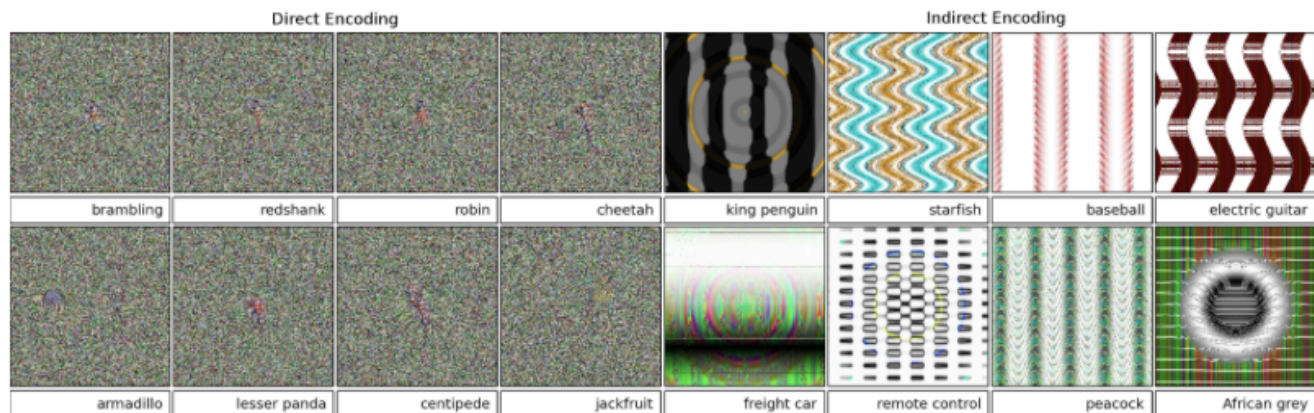 Direct Encoding Indirect Encoding
brambling redshank robin cheetah king penguin starfish baseball electric guitar
armadillo lesser panda centipede jackfruit freight car remote control peacock African grey